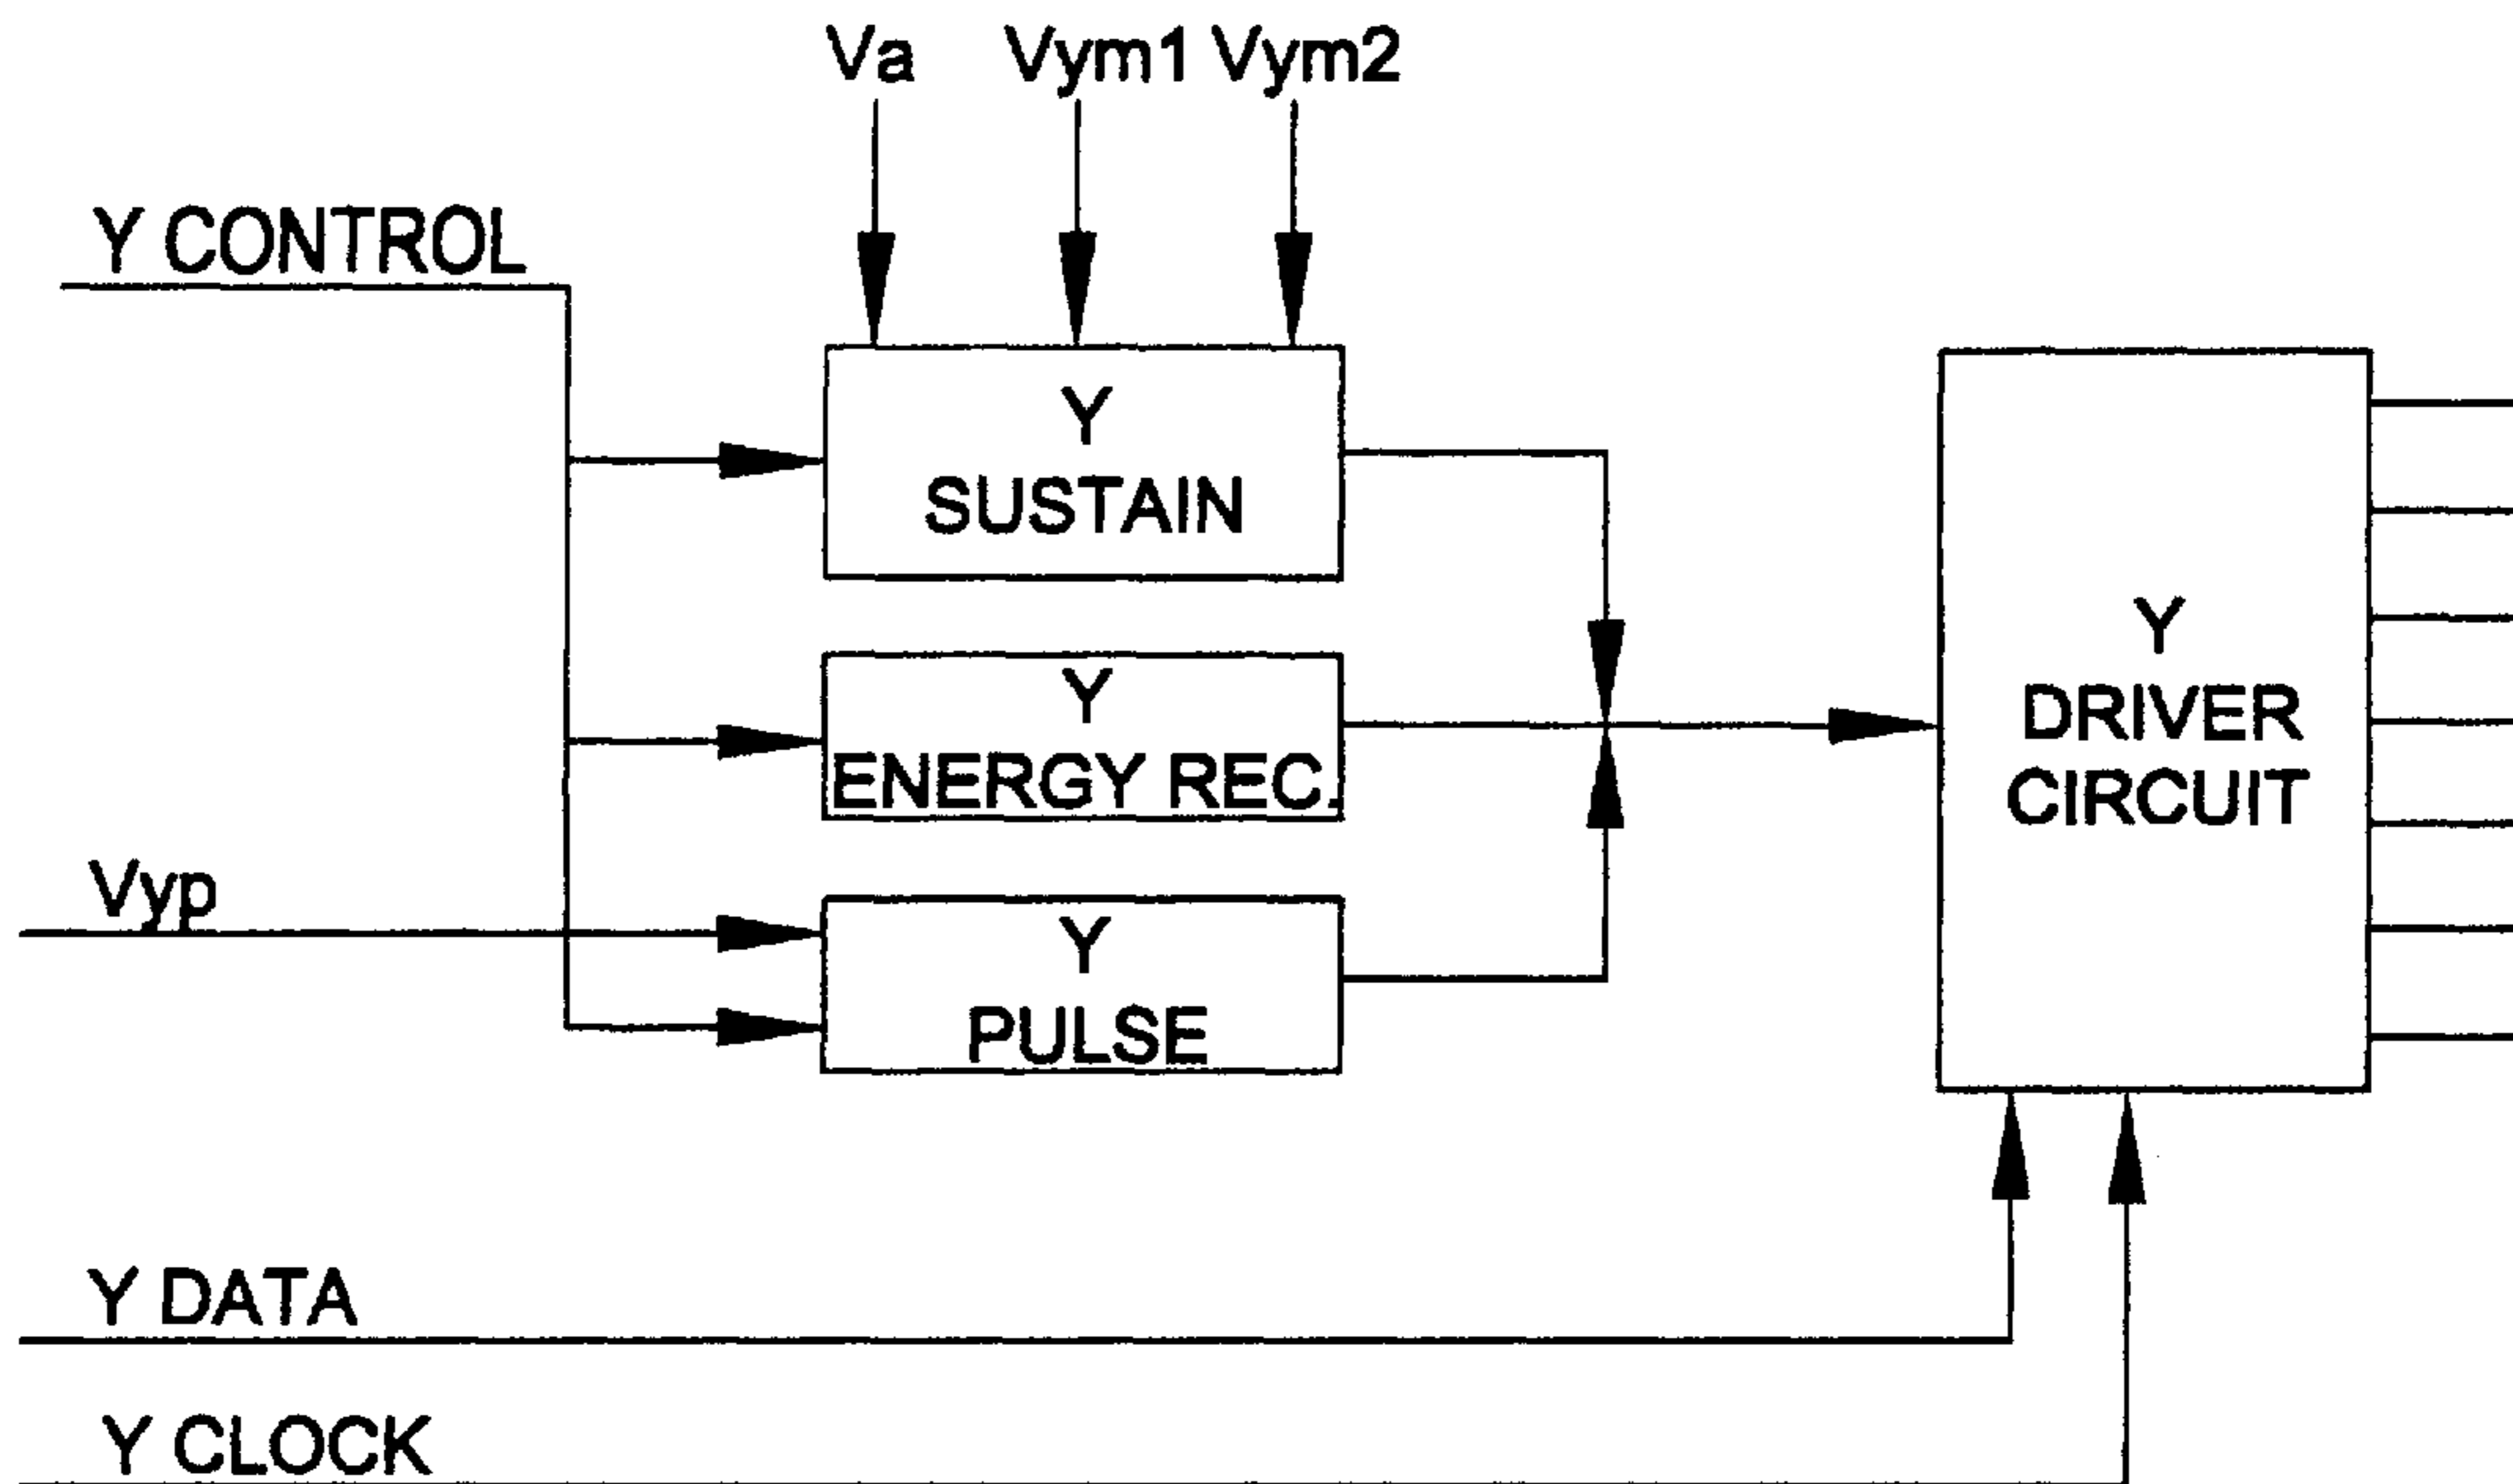 Va Vym1 Vym2
Y CONTROL
Y
SUSTAIN
Y
ENERGY REC.
Y
DRIVER
CIRCUIT
Vyp
Y
PULSE
Y DATA
Y CLOCK